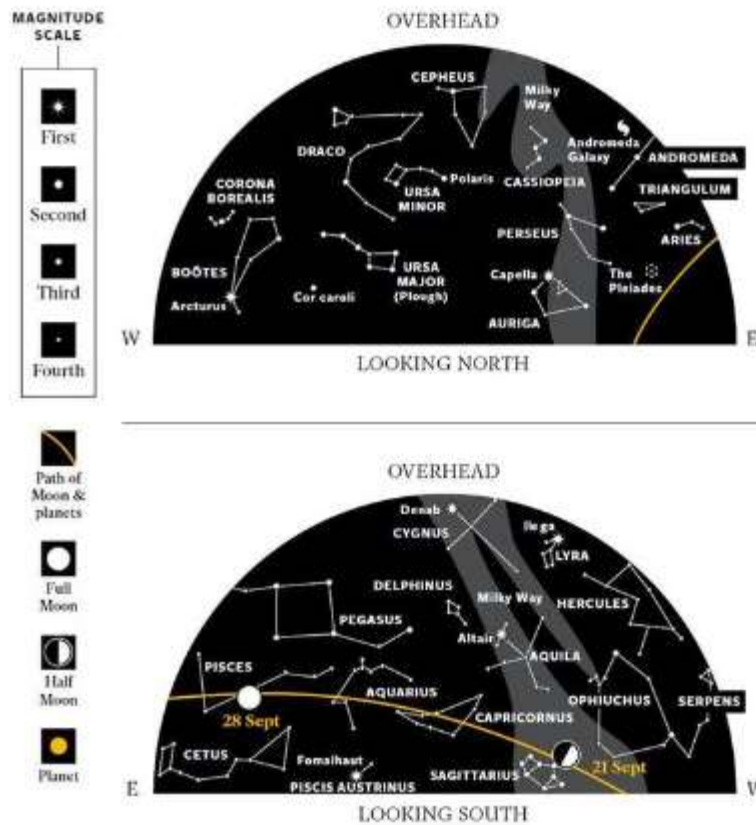 MAGNITUDE
SCALE
First
Second
Third
Fourth
Path of
Moon &
planets
Full
Moon
Half
Moon
Planet
OVERHEAD
CEPHEUS
Milky
Way
DRACO
Andromeda
Galaxy
ANDROMEDA
Polaris
CASSIOPEIA
URSA
MINOR
TRIANGULUM
CORONA
BOREALIS
PERSEUS
ARIES
BOÖTES
URSA
MAJOR
(Plough)
Capella
The
Pleiades
Arcturus
Cor caroli
AURIGA
W
E
LOOKING NORTH
OVERHEAD
Denab
CYGNUS
LYRA
DELPHINUS
Milky Way
HERCULES
PEGASUS
Altair
AQUILA
PISCES
AQUARIUS
OPHIUCHUS
SERPENS
28 Sept
CAPRICORNUS
CETUS
Fomalhaut
PISCIS AUSTRINUS
SAGITTARIUS
21 Sept
E
W
LOOKING SOUTH